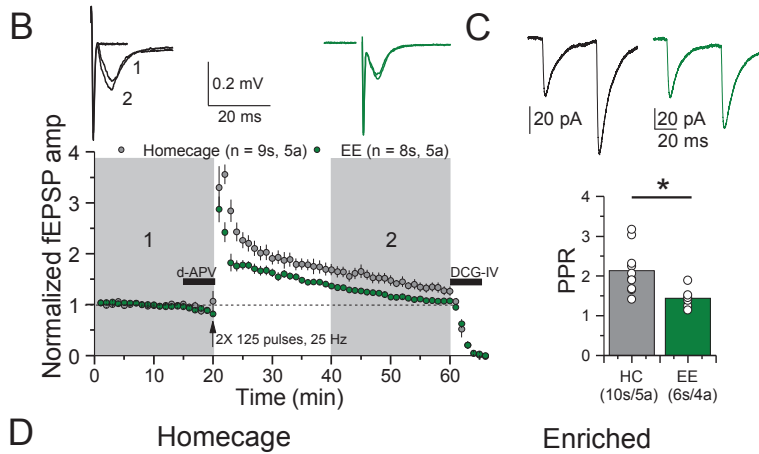 B
1
2
0.2 mV
20 ms
Homecage (n = 9s, 5a) EE (n = 8s, 5a)
Normalized fEPSP amp
4
3
2
1
0
1
2
d-APV
DCG-IV
2X 125 pulses, 25 Hz
0 10 20 30 40 50 60
Time (min)
C
20 pA
20 pA
20 ms
*
PPR
4
3
2
1
0
HC EE
(10s/5a) (6s/4a)
D Homecage Enriched